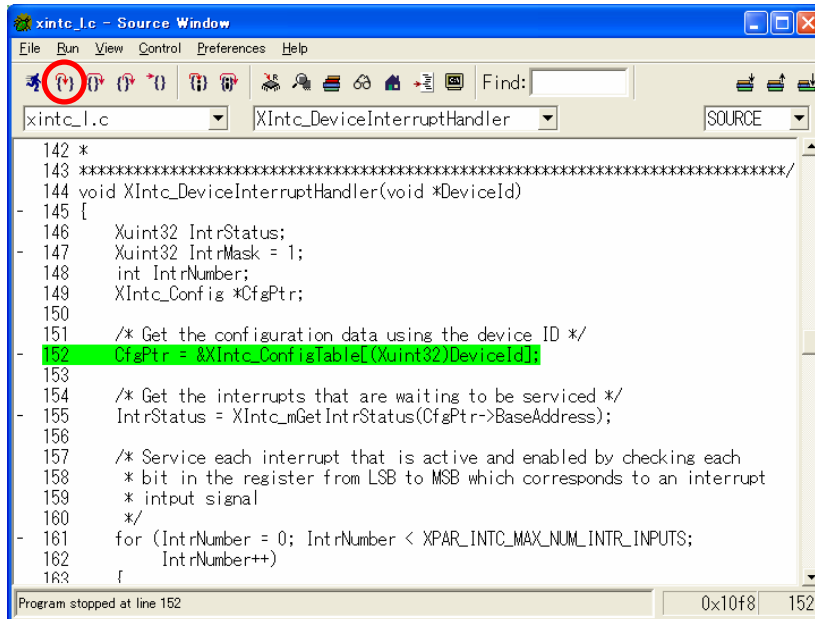 xintc_l.c - Source Window
File Run View Control Preferences Help
Find:
xintc_l.c XIntc_DeviceInterruptHandler SOURCE
142 *
143 *****************************************************************************/
144 void XIntc_DeviceInterruptHandler(void *DeviceId)
- 145 {
146 Xuint32 IntrStatus;
- 147 Xuint32 IntrMask = 1;
148 int IntrNumber;
149 XIntc_Config *CfgPtr;
150
151 /* Get the configuration data using the device ID */
- 152 CfgPtr = &XIntc_ConfigTable[(Xuint32)DeviceId];
153
154 /* Get the interrupts that are waiting to be serviced */
- 155 IntrStatus = XIntc_mGetIntrStatus(CfgPtr->BaseAddress);
156
157 /* Service each interrupt that is active and enabled by checking each
158 * bit in the register from LSB to MSB which corresponds to an interrupt
159 * intput signal
160 */
- 161 for (IntrNumber = 0; IntrNumber < XPAR_INTC_MAX_NUM_INTR_INPUTS;
162 IntrNumber++)
163 {
Program stopped at line 152 0x10f8 152